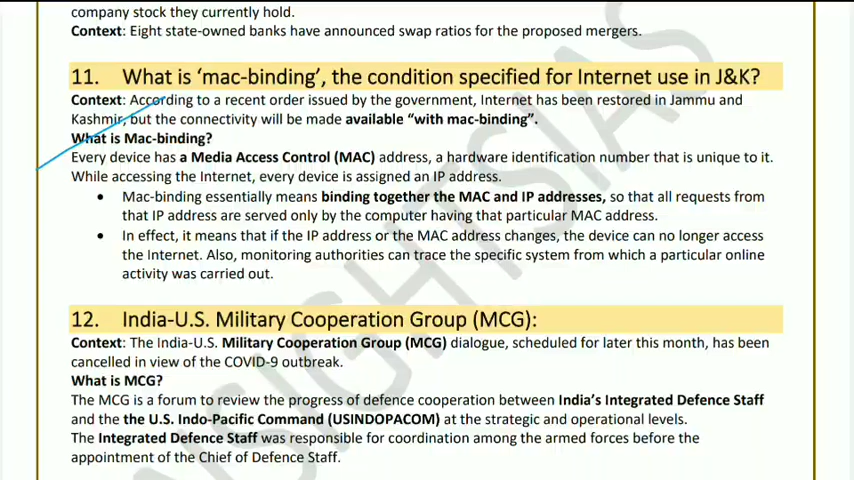 company stock they currently hold.
Context: Eight state-owned banks have announced swap ratios for the proposed mergers.
11. What is ‘mac-binding’, the condition specified for Internet use in J&K?
Context: According to a recent order issued by the government, Internet has been restored in Jammu and
Kashmir, but the connectivity will be made available “with mac-binding”.
What is Mac-binding?
Every device has a Media Access Control (MAC) address, a hardware identification number that is unique to it.
While accessing the Internet, every device is assigned an IP address.
• Mac-binding essentially means binding together the MAC and IP addresses, so that all requests from
that IP address are served only by the computer having that particular MAC address.
• In effect, it means that if the IP address or the MAC address changes, the device can no longer access
the Internet. Also, monitoring authorities can trace the specific system from which a particular online
activity was carried out.
12. India-U.S. Military Cooperation Group (MCG):
Context: The India-U.S. Military Cooperation Group (MCG) dialogue, scheduled for later this month, has been
cancelled in view of the COVID-9 outbreak.
What is MCG?
The MCG is a forum to review the progress of defence cooperation between India’s Integrated Defence Staff
and the the U.S. Indo-Pacific Command (USINDOPACOM) at the strategic and operational levels.
The Integrated Defence Staff was responsible for coordination among the armed forces before the
appointment of the Chief of Defence Staff.
INSIGHTSIAS